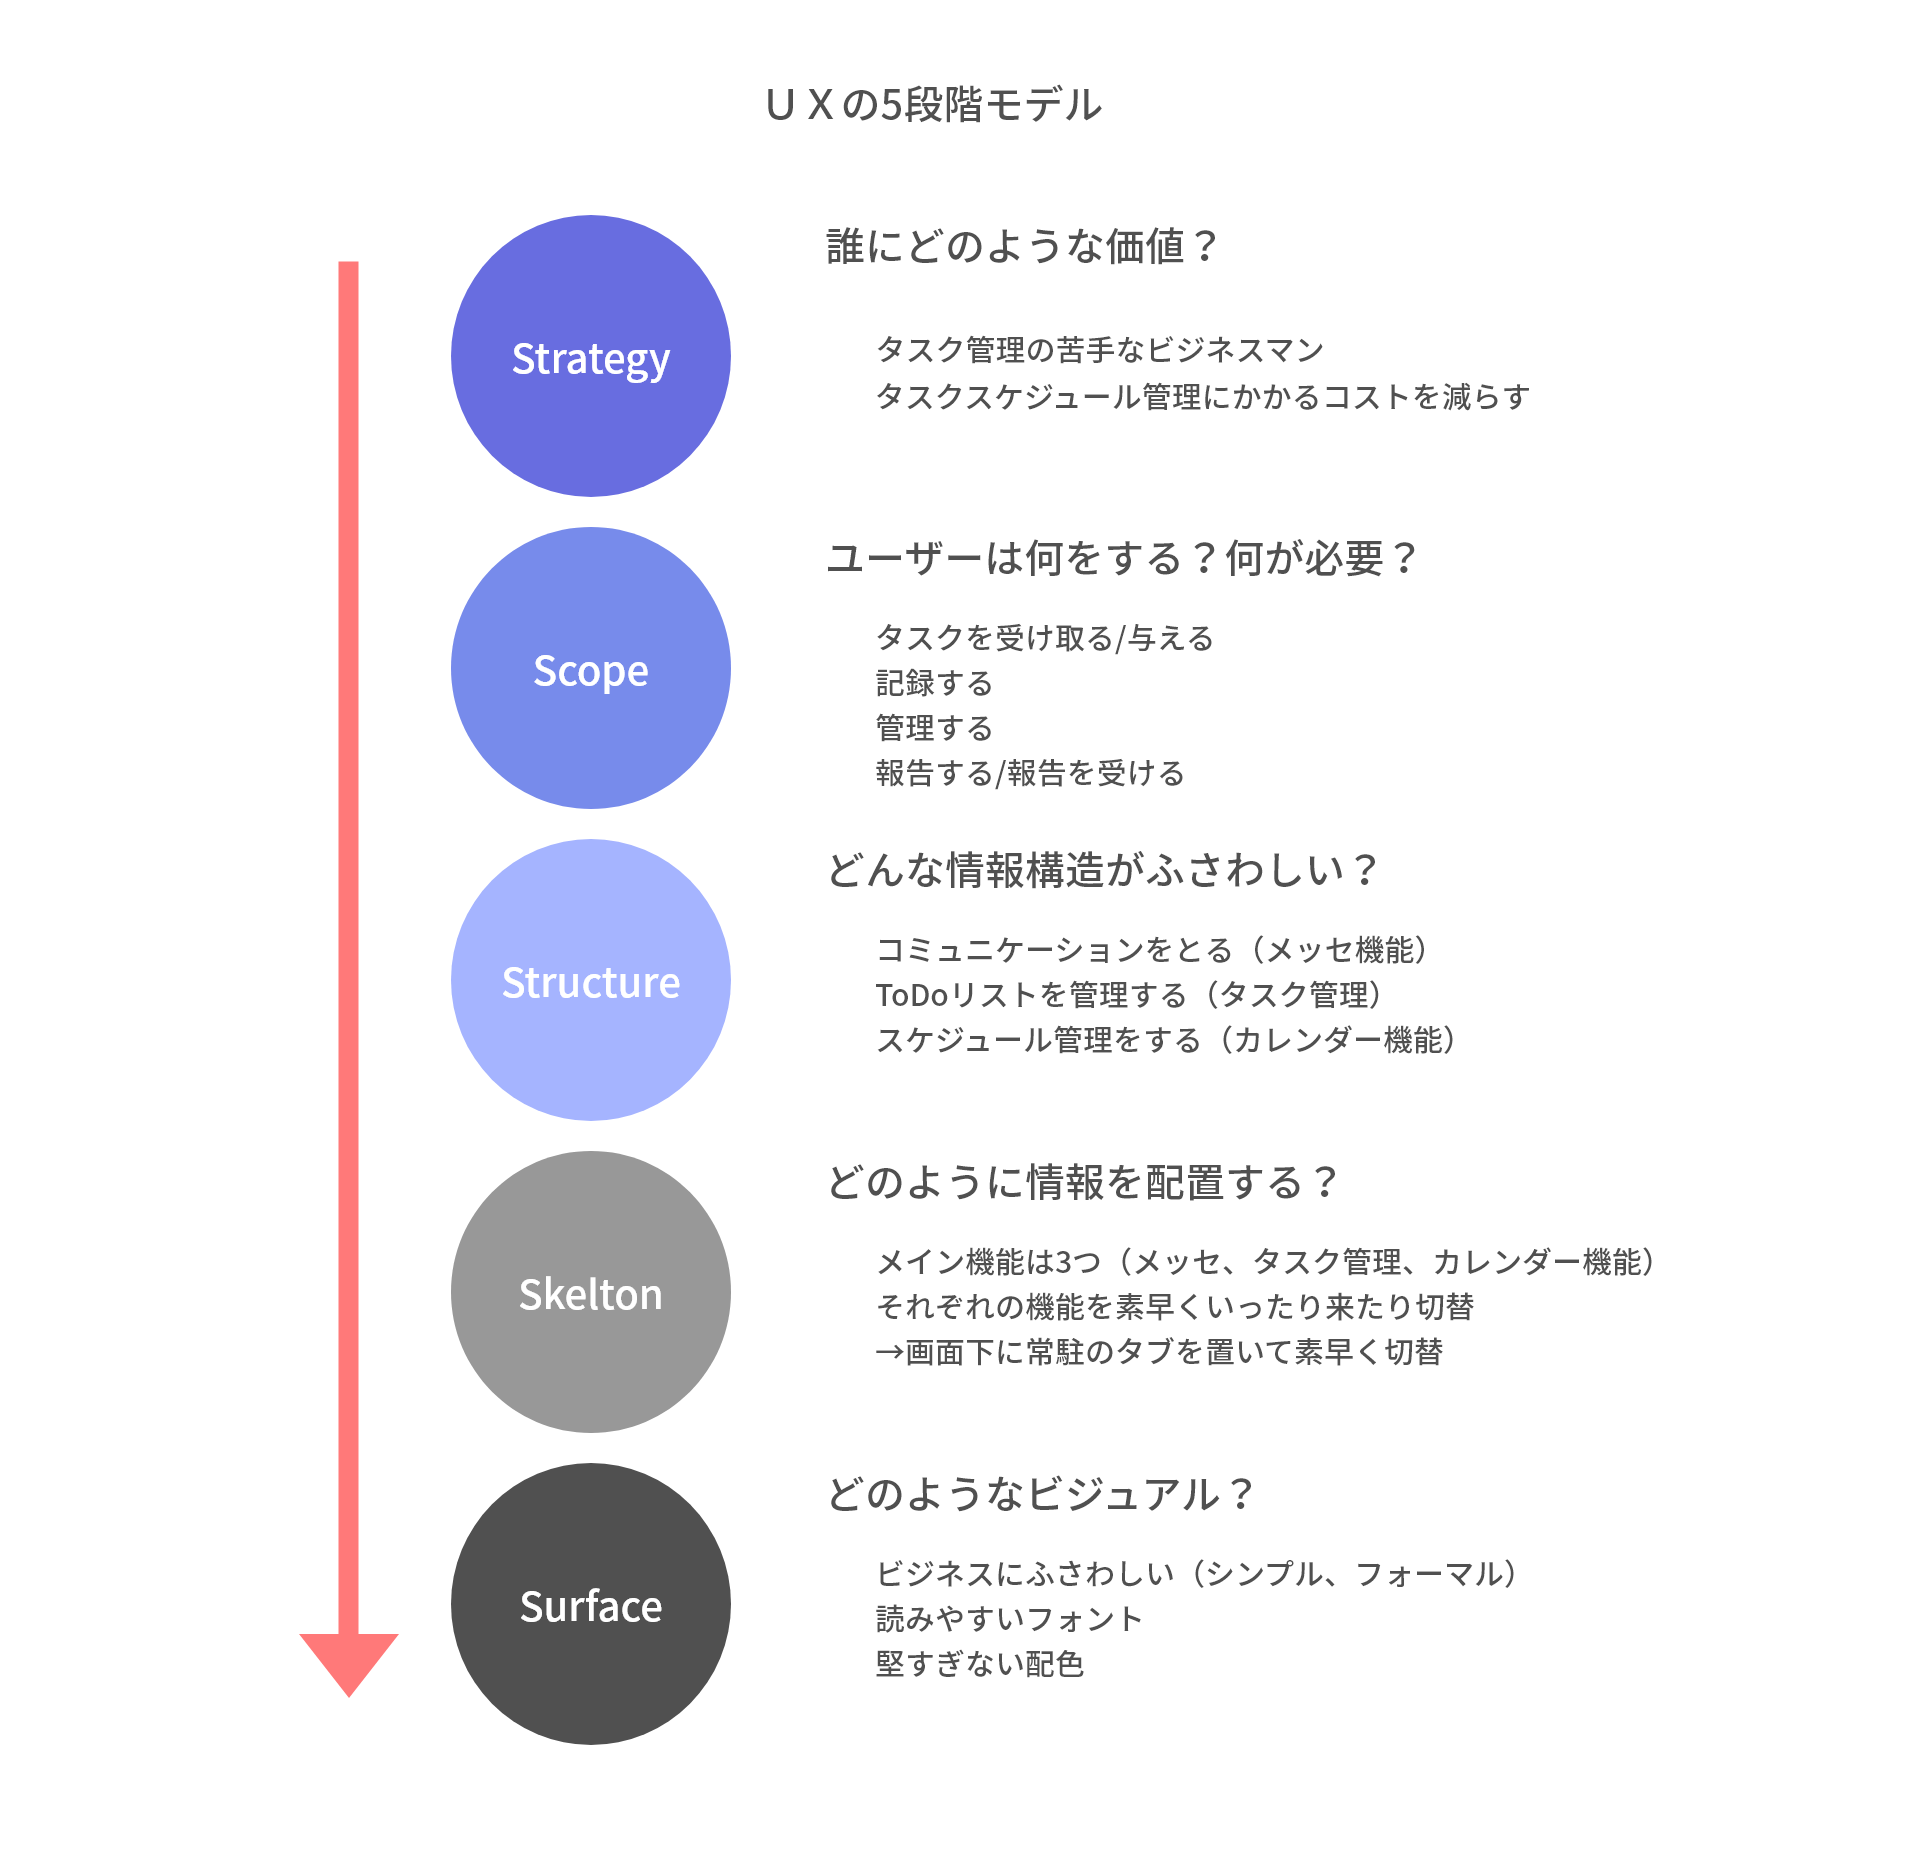 ＵＸの5段階モデル
Strategy
誰にどのような価値？
タスク管理の苦手なビジネスマン
タスクスケジュール管理にかかるコストを減らす
Scope
ユーザーは何をする？何が必要？
タスクを受け取る/与える
記録する
管理する
報告する/報告を受ける
Structure
どんな情報構造がふさわしい？
コミュニケーションをとる（メッセ機能）
ToDoリストを管理する（タスク管理）
スケジュール管理をする（カレンダー機能）
Skelton
どのように情報を配置する？
メイン機能は3つ（メッセ、タスク管理、カレンダー機能）
それぞれの機能を素早くいったり来たり切替
→画面下に常駐のタブを置いて素早く切替
Surface
どのようなビジュアル？
ビジネスにふさわしい（シンプル、フォーマル）
読みやすいフォント
堅すぎない配色